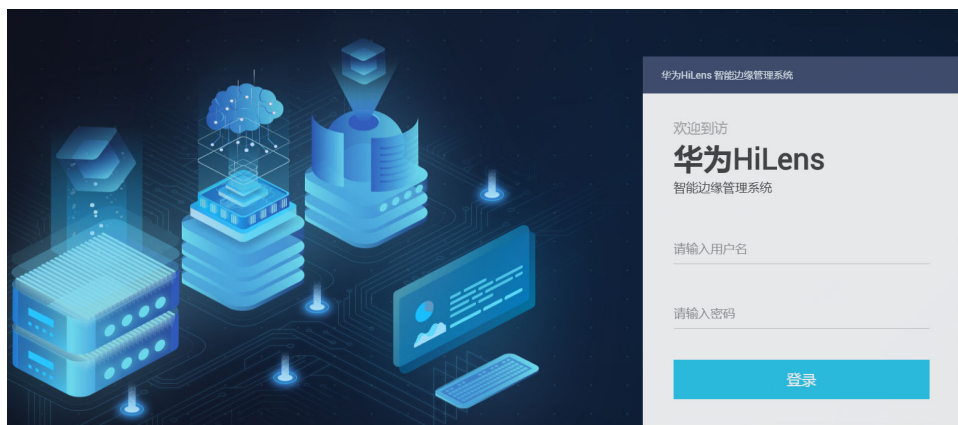 华为HiLens 智能边缘管理系统
欢迎到访
华为HiLens
智能边缘管理系统
请输入用户名
请输入密码
登录